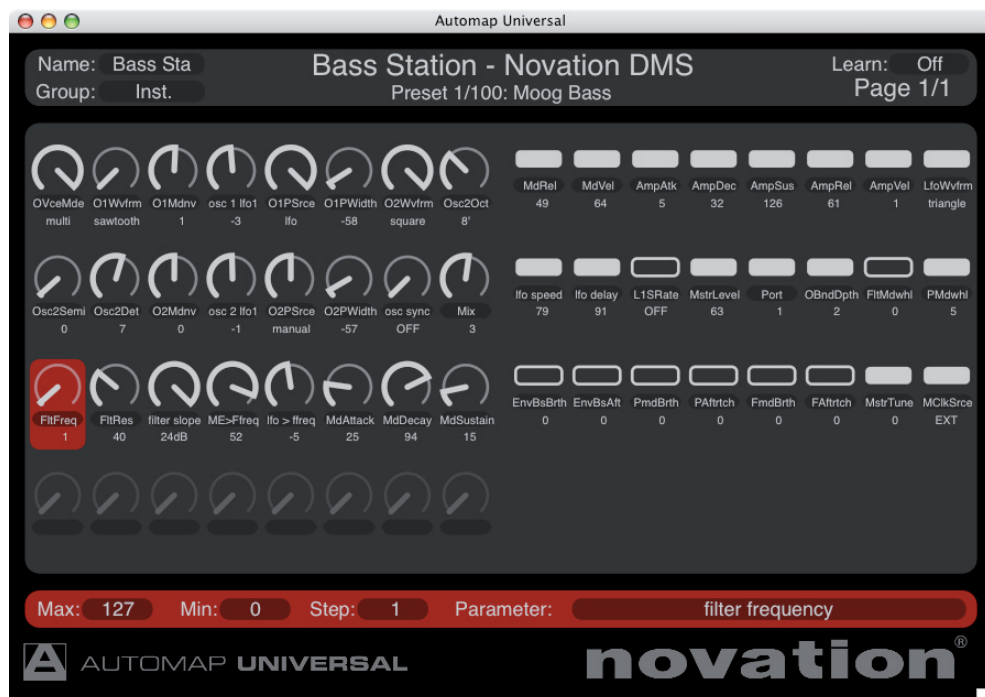 Automap Universal
Name: Bass Sta
Bass Station - Novation DMS
Learn: Off
Group: Inst.
Preset 1/100: Moog Bass
Page 1/1
OVceMde O1Wvfrm O1Mdnv osc 1 lfo1 O1PSrce O1PWidth O2Wvfrm Osc2Oct
multi sawtooth 1 -3 lfo -58 square 8'
MdRel MdVel AmpAtk AmpDec AmpSus AmpRel AmpVel LfoWvfrm
49 64 5 32 126 61 1 triangle
Osc2Semi Osc2Det O2Mdnv osc 2 lfo1 O2PSrce O2PWidth osc sync Mix
0 7 0 -1 manual -57 OFF 3
lfo speed lfo delay L1SRate MstrLevel Port OBndDpth FltMdwhl PMdwhl
79 91 OFF 63 1 2 0 5
FltFreq FltRes filter slope ME>Ffreq lfo > ffreq MdAttack MdDecay MdSustain
1 40 24dB 52 -5 25 94 15
EnvBsBrth EnvBsAft PmdBrth PAftrtch FmdBrth FAftrtch MstrTune MClkSrce
0 0 0 0 0 0 0 EXT
Max: 127 Min: 0 Step: 1 Parameter: filter frequency
A AUTOMAP UNIVERSAL
novation®